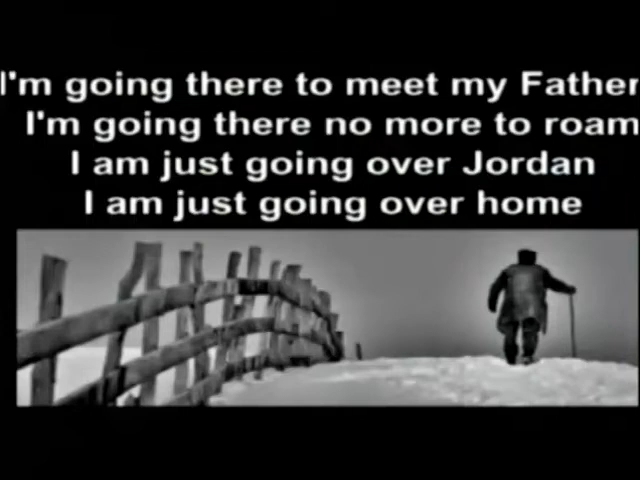 I'm going there to meet my Father
I'm going there no more to roam
I am just going over Jordan
I am just going over home